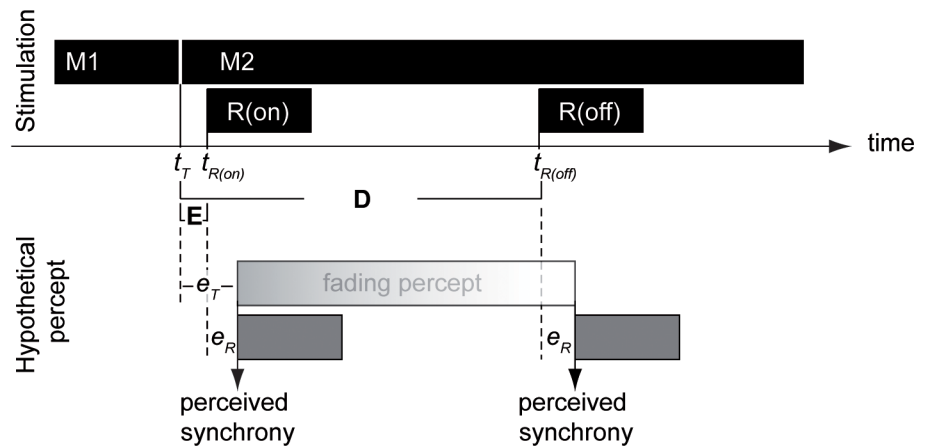 Stimulation
M1
M2
R(on)
R(off)
time
t_T
t_R(on)
t_R(off)
E
D
Hypothetical
percept
e_T
fading percept
e_R
e_R
perceived
synchrony
perceived
synchrony